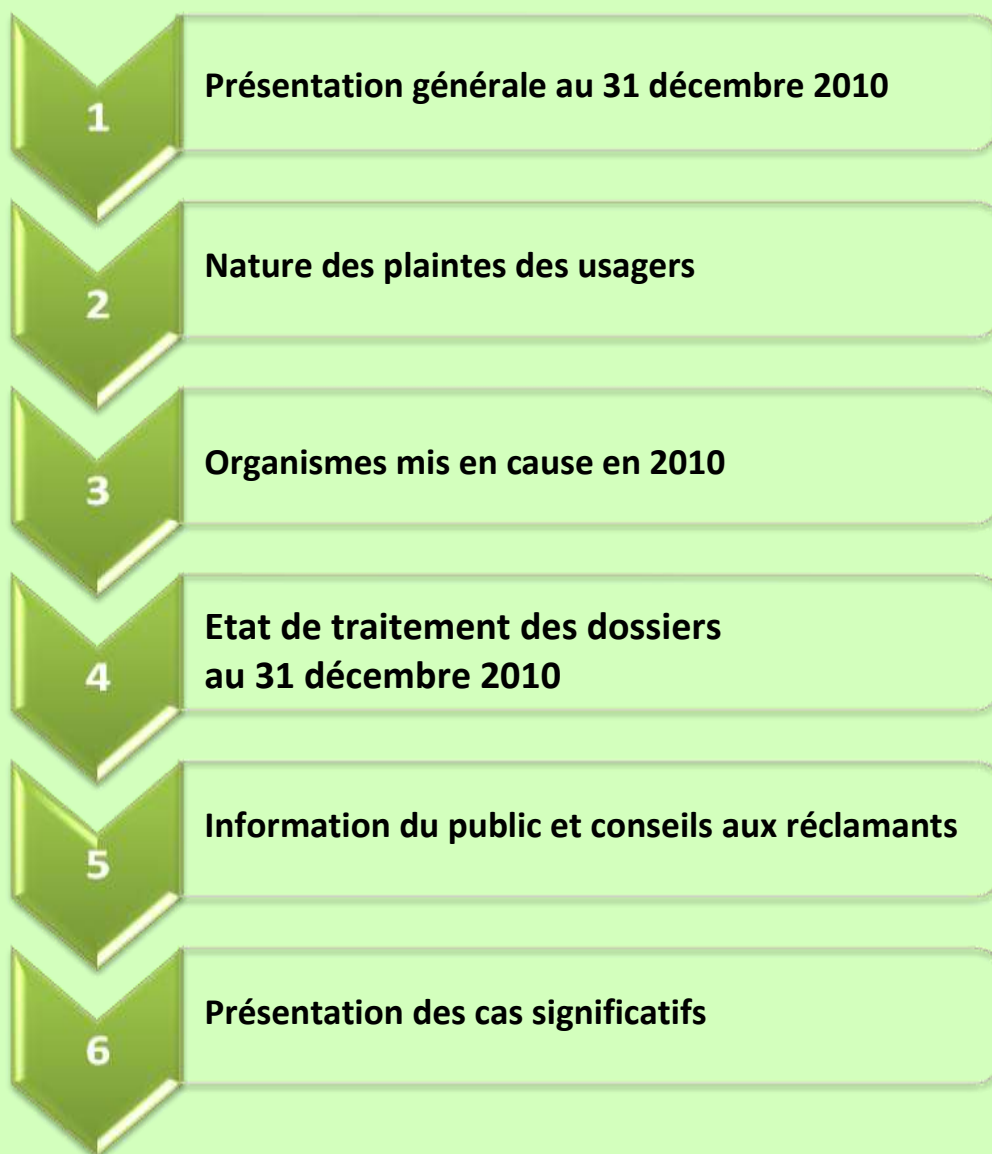 1
Présentation générale au 31 décembre 2010
2
Nature des plaintes des usagers
3
Organismes mis en cause en 2010
4
Etat de traitement des dossiers
au 31 décembre 2010
5
Information du public et conseils aux réclamants
6
Présentation des cas significatifs